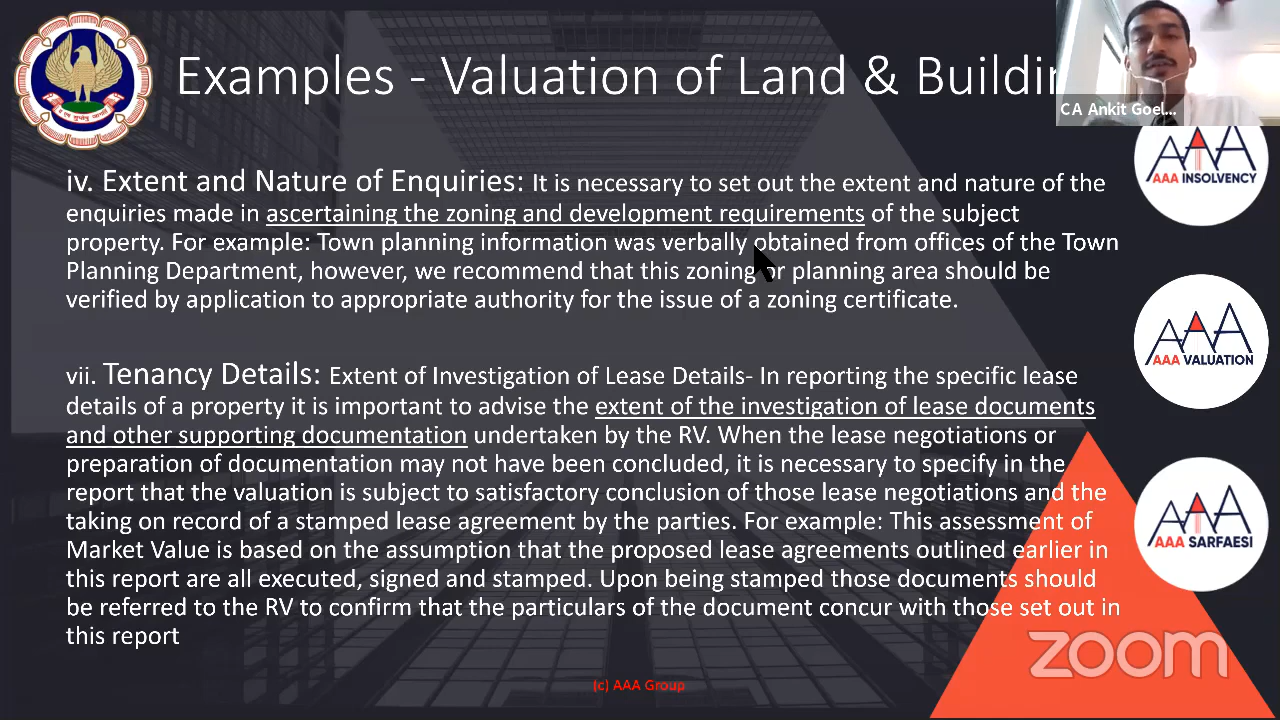 Examples - Valuation of Land & Buildin
CA Ankit Goel...
iv. Extent and Nature of Enquiries: It is necessary to set out the extent and nature of the
enquiries made in ascertaining the zoning and development requirements of the subject
property. For example: Town planning information was verbally obtained from offices of the Town
Planning Department, however, we recommend that this zoning or planning area should be
verified by application to appropriate authority for the issue of a zoning certificate.
vii. Tenancy Details: Extent of Investigation of Lease Details- In reporting the specific lease
details of a property it is important to advise the extent of the investigation of lease documents
and other supporting documentation undertaken by the RV. When the lease negotiations or
preparation of documentation may not have been concluded, it is necessary to specify in the
report that the valuation is subject to satisfactory conclusion of those lease negotiations and the
taking on record of a stamped lease agreement by the parties. For example: This assessment of
Market Value is based on the assumption that the proposed lease agreements outlined earlier in
this report are all executed, signed and stamped. Upon being stamped those documents should
be referred to the RV to confirm that the particulars of the document concur with those set out in
this report
AAA
AAA INSOLVENCY
AAA
AAA VALUATION
AAA
AAA SARFAESI
zoom
(c) AAA Group